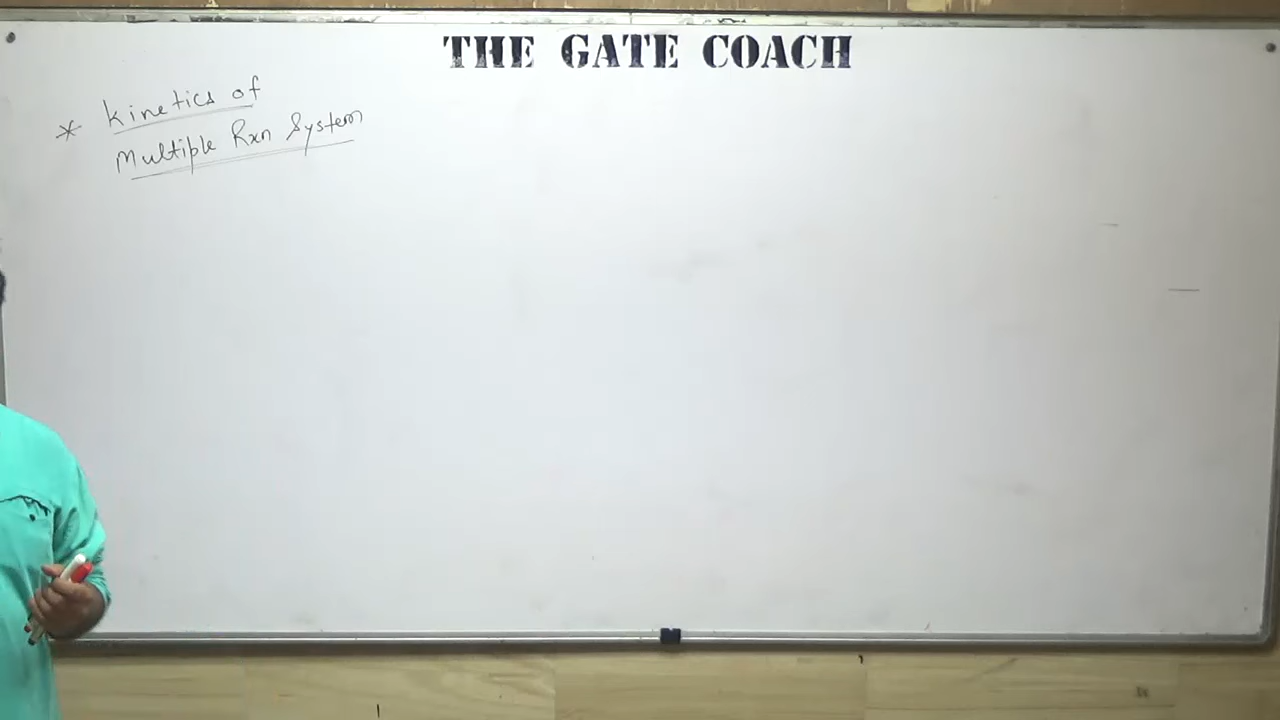 THE GATE COACH
* Kinetics of
Multiple Rxn System